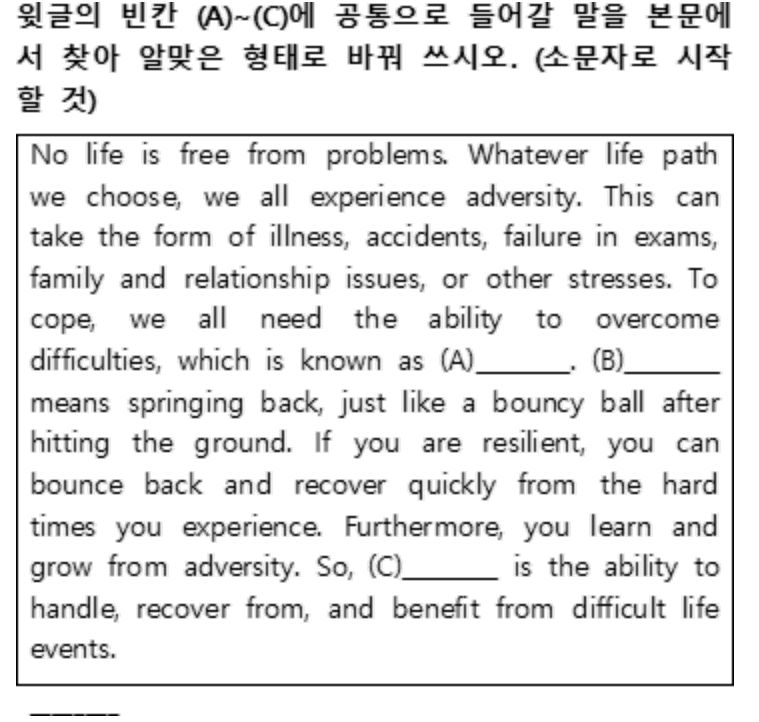 윗글의 빈칸 (A)~(C)에 공통으로 들어갈 말을 본문에
서 찾아 알맞은 형태로 바꿔 쓰시오. (소문자로 시작
할 것)
No life is free from problems. Whatever life path
we choose, we all experience adversity. This can
take the form of illness, accidents, failure in exams,
family and relationship issues, or other stresses. To
cope, we all need the ability to overcome
difficulties, which is known as (A)_______. (B)_______
means springing back, just like a bouncy ball after
hitting the ground. If you are resilient, you can
bounce back and recover quickly from the hard
times you experience. Furthermore, you learn and
grow from adversity. So, (C)_______ is the ability to
handle, recover from, and benefit from difficult life
events.